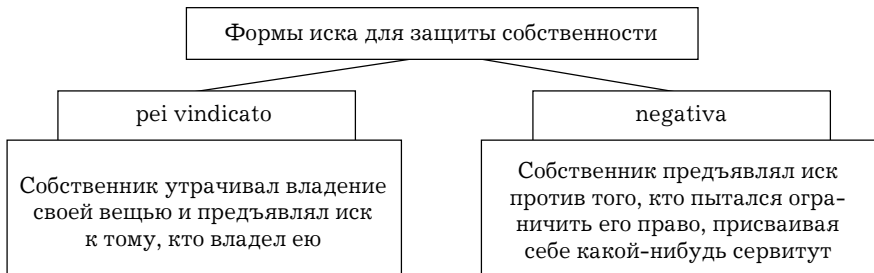 Формы иска для защиты собственности
pei vindicato
negativa
Собственник утрачивал владение
своей вещью и предъявлял иск
к тому, кто владел ею
Собственник предъявлял иск
против того, кто пытался огра-
ничить его право, присваивая
себе какой-нибудь сервитут